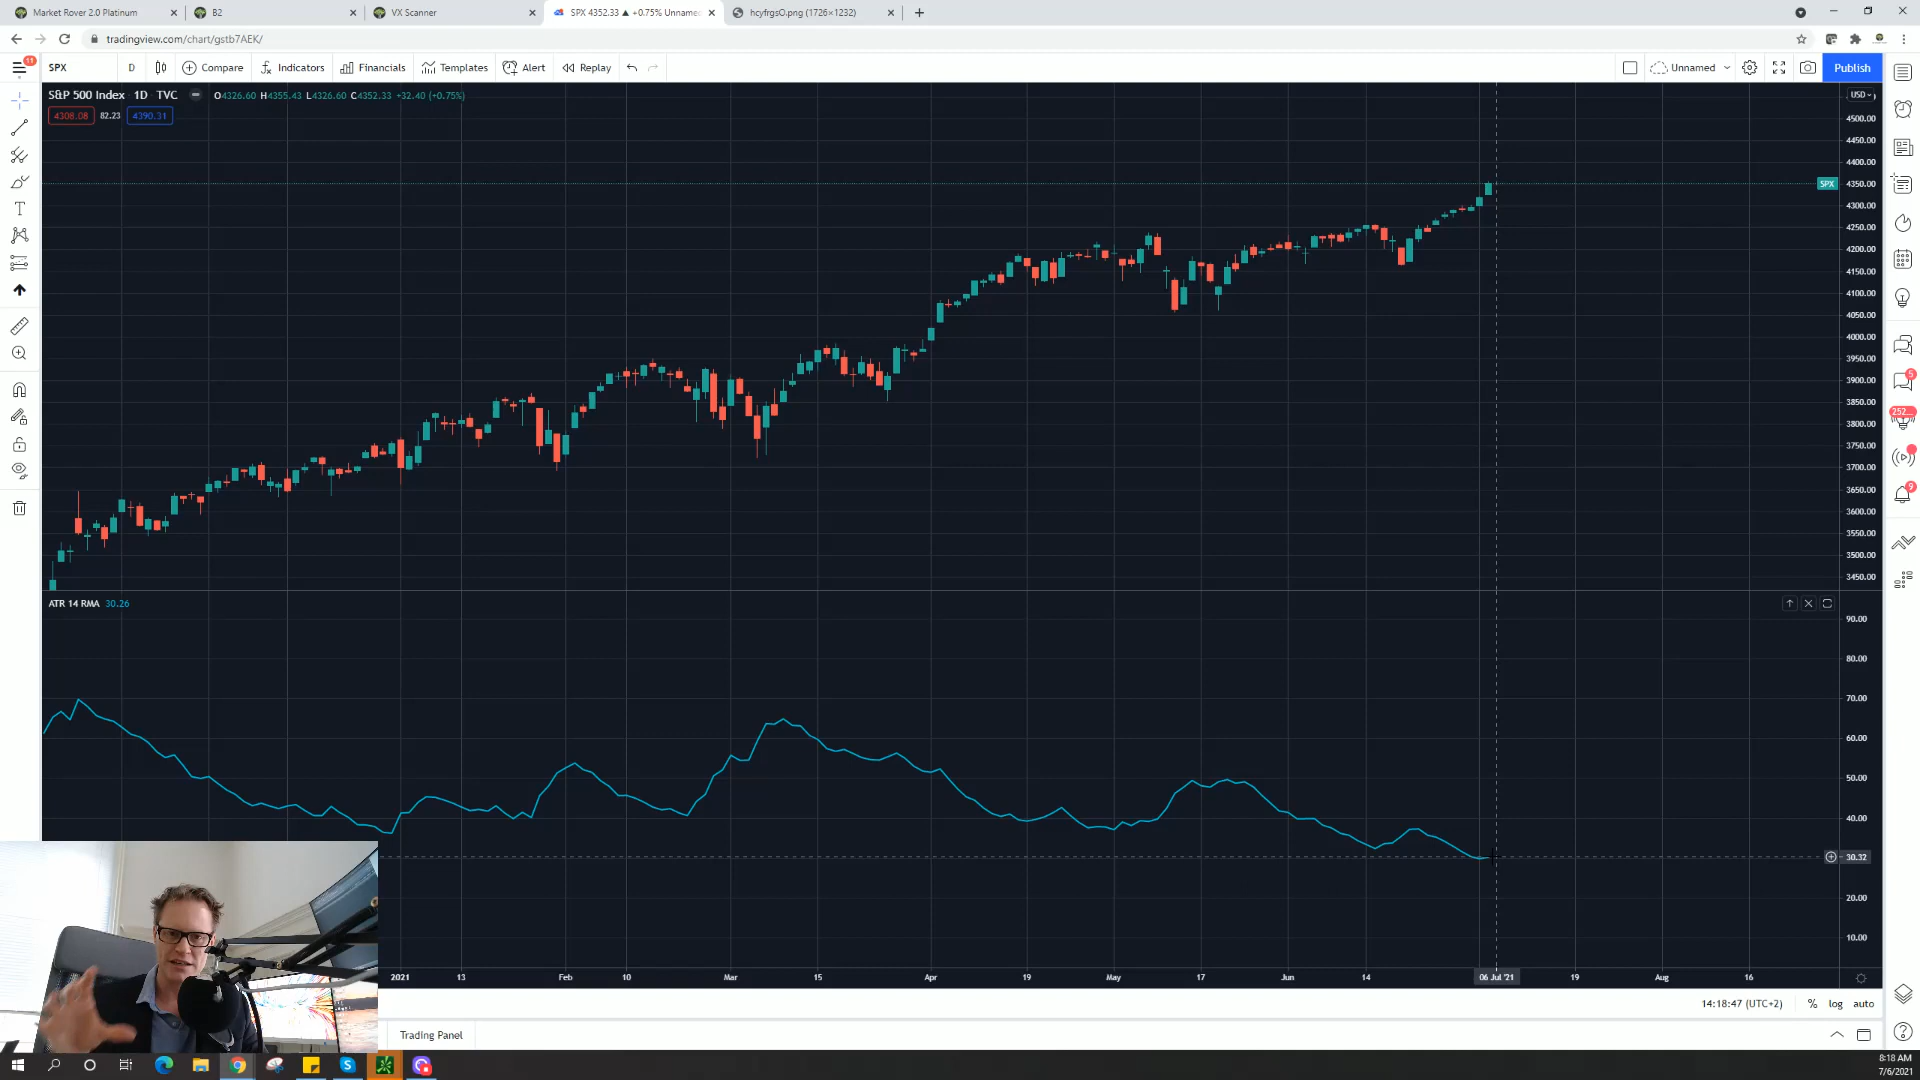 Market Rover 2.0 Platinum
B2
VX Scanner
SPX 4352.33 ▲ +0.75% Unname
hcyfrgsO.png (1726×1232)
tradingview.com/chart/gstb7AEK/
11
SPX
D
Compare
Indicators
Financials
Templates
Alert
Replay
Unnamed
Publish
S&P 500 Index · 1D · TVC
O4326.60 H4355.43 L4326.60 C4352.33 +32.40 (+0.75%)
4308.08
82.23
4390.31
USD
4500.00
4450.00
4400.00
SPX
4350.00
4300.00
4250.00
4200.00
4150.00
4100.00
4050.00
4000.00
3950.00
3900.00
3850.00
3800.00
3750.00
3700.00
3650.00
3600.00
3550.00
3500.00
3450.00
5
252...
9
ATR 14 RMA 30.26
90.00
80.00
70.00
60.00
50.00
40.00
30.32
20.00
10.00
2021
13
Feb
10
Mar
15
Apr
19
May
17
Jun
14
06 Jul '21
19
Aug
16
14:18:47 (UTC+2)
%
log
auto
Trading Panel
8:18 AM
7/6/2021